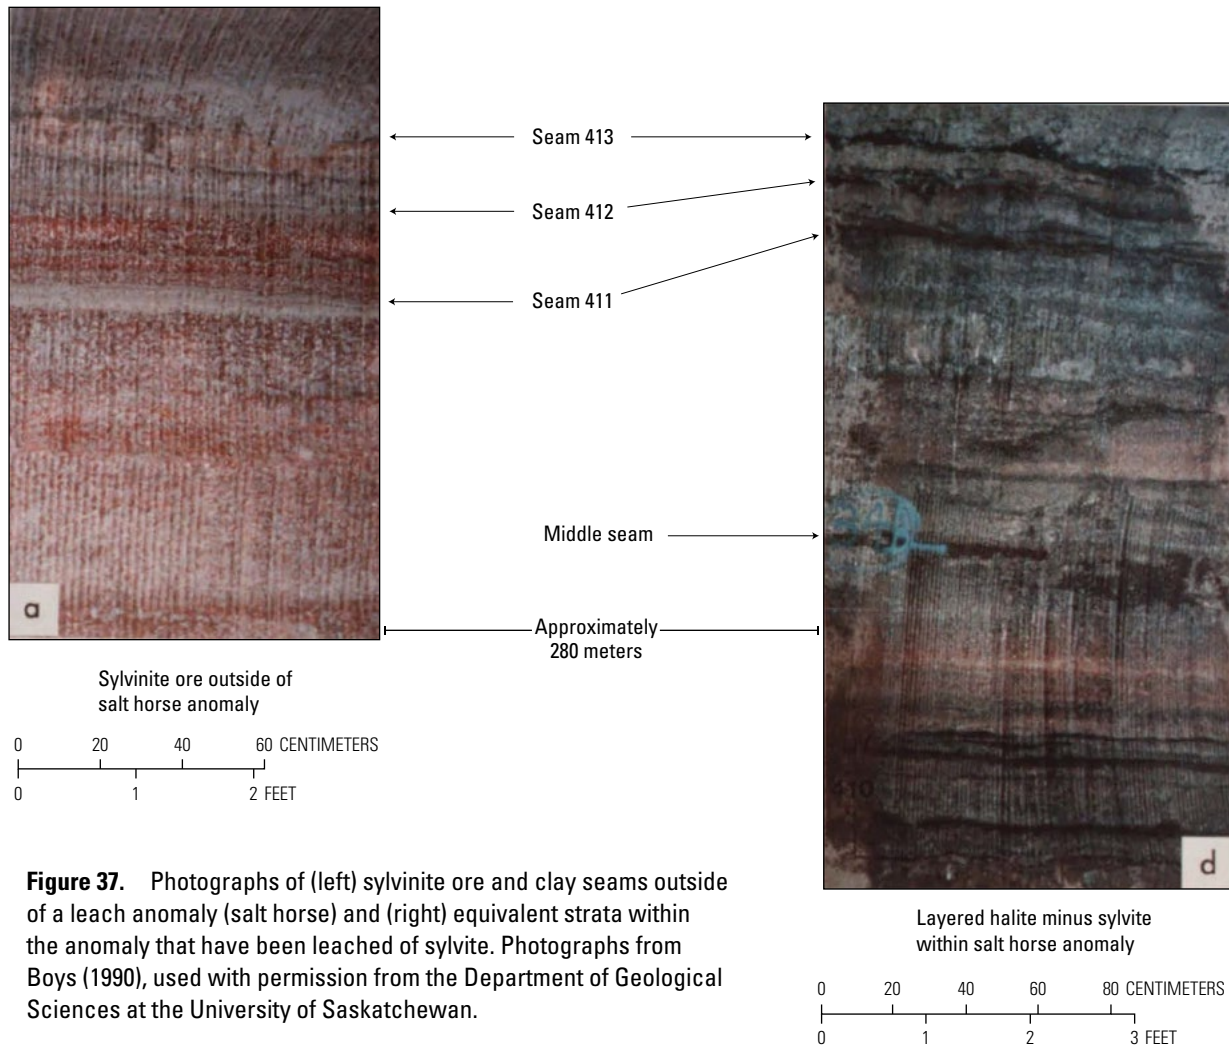 Seam 413
Seam 412
Seam 411
Middle seam
Approximately
280 meters
a
Sylvinite ore outside of
salt horse anomaly
0 20 40 60 CENTIMETERS
0 1 2 FEET
410
d
Layered halite minus sylvite
within salt horse anomaly
0 20 40 60 80 CENTIMETERS
0 1 2 3 FEET
Figure 37. Photographs of (left) sylvinite ore and clay seams outside
of a leach anomaly (salt horse) and (right) equivalent strata within
the anomaly that have been leached of sylvite. Photographs from
Boys (1990), used with permission from the Department of Geological
Sciences at the University of Saskatchewan.